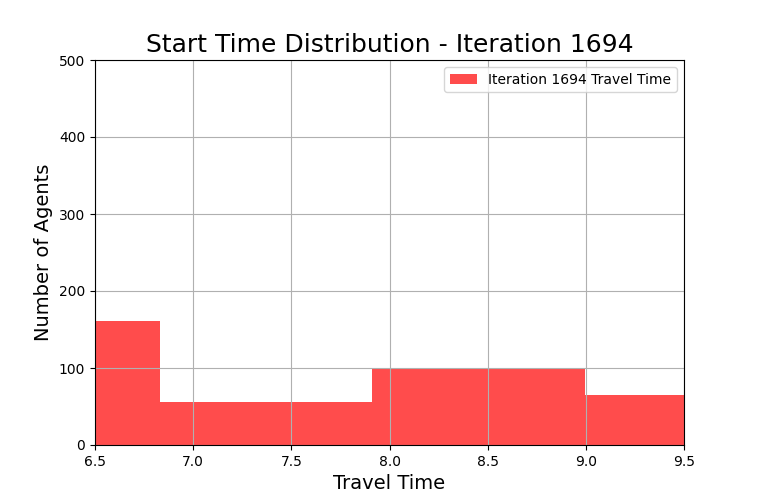 Start Time Distribution - Iteration 1694
500
400
300
200
100
0
Number of Agents
Iteration 1694 Travel Time
6.5 7.0 7.5 8.0 8.5 9.0 9.5
Travel Time